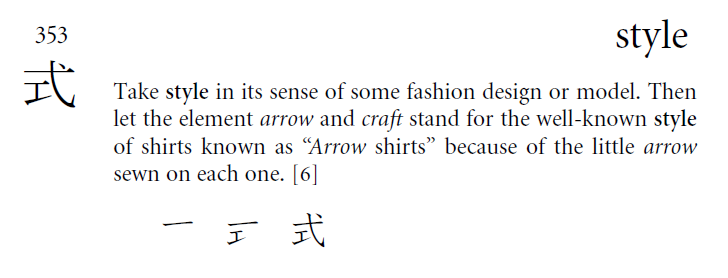 353
style
式
Take style in its sense of some fashion design or model. Then
let the element arrow and craft stand for the well-known style
of shirts known as “Arrow shirts” because of the little arrow
sewn on each one. [6]
一 式